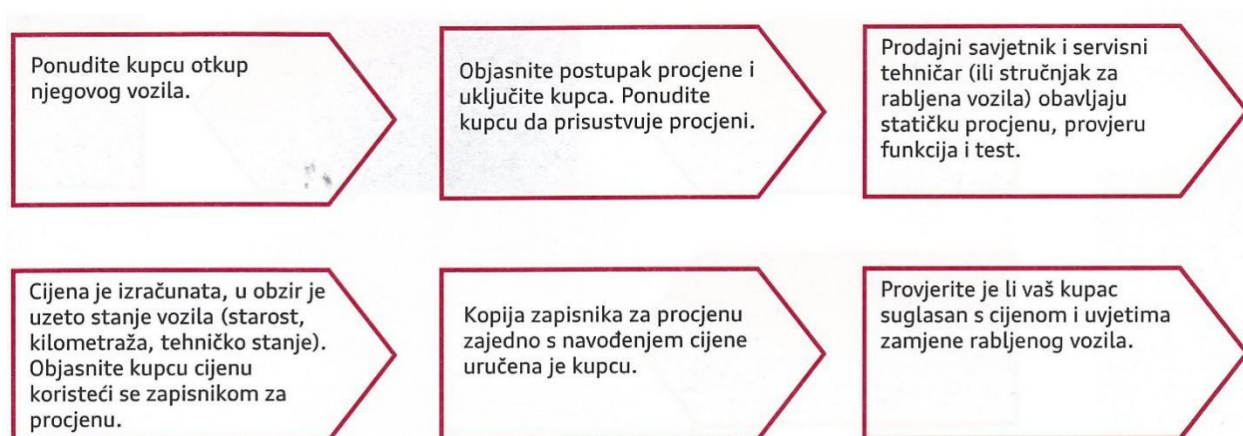 Ponudite kupcu otkup
njegovog vozila.
Objasnite postupak procjene i
uključite kupca. Ponudite
kupcu da prisustvuje procjeni.
Prodajni savjetnik i servisni
tehničar (ili stručnjak za
rabljena vozila) obavljaju
statičku procjenu, provjeru
funkcija i test.
Cijena je izračunata, u obzir je
uzeto stanje vozila (starost,
kilometraža, tehničko stanje).
Objasnite kupcu cijenu
koristeći se zapisnikom za
procjenu.
Kopija zapisnika za procjenu
zajedno s navođenjem cijene
uručena je kupcu.
Provjerite je li vaš kupac
suglasan s cijenom i uvjetima
zamjene rabljenog vozila.